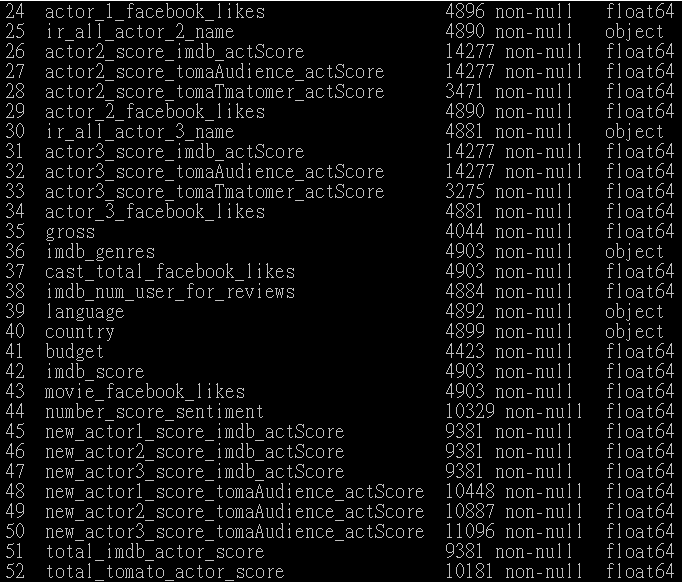 24 actor_1_facebook_likes 4896 non-null float64
25 ir_all_actor_2_name 4890 non-null object
26 actor2_score_imdb_actScore 14277 non-null float64
27 actor2_score_tomaAudience_actScore 14277 non-null float64
28 actor2_score_tomaTmatomer_actScore 3471 non-null float64
29 actor_2_facebook_likes 4890 non-null float64
30 ir_all_actor_3_name 4881 non-null object
31 actor3_score_imdb_actScore 14277 non-null float64
32 actor3_score_tomaAudience_actScore 14277 non-null float64
33 actor3_score_tomaTmatomer_actScore 3275 non-null float64
34 actor_3_facebook_likes 4881 non-null float64
35 gross 4044 non-null float64
36 imdb_genres 4903 non-null object
37 cast_total_facebook_likes 4903 non-null float64
38 imdb_num_user_for_reviews 4884 non-null float64
39 language 4892 non-null object
40 country 4899 non-null object
41 budget 4423 non-null float64
42 imdb_score 4903 non-null float64
43 movie_facebook_likes 4903 non-null float64
44 number_score_sentiment 10329 non-null float64
45 new_actor1_score_imdb_actScore 9381 non-null float64
46 new_actor2_score_imdb_actScore 9381 non-null float64
47 new_actor3_score_imdb_actScore 9381 non-null float64
48 new_actor1_score_tomaAudience_actScore 10448 non-null float64
49 new_actor2_score_tomaAudience_actScore 10887 non-null float64
50 new_actor3_score_tomaAudience_actScore 11096 non-null float64
51 total_imdb_actor_score 9381 non-null float64
52 total_tomato_actor_score 10181 non-null float64